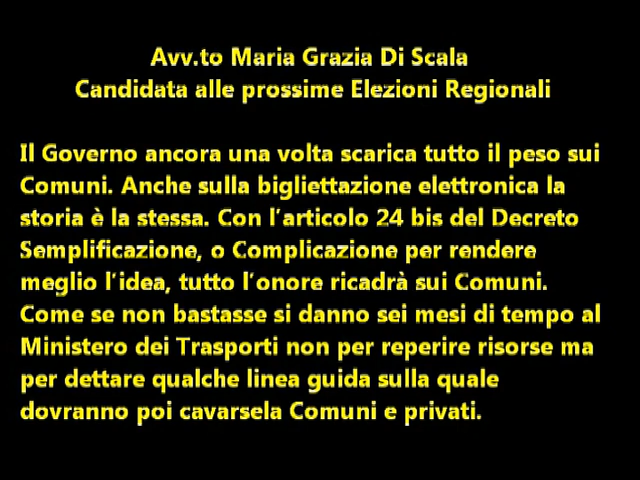 Avv.to Maria Grazia Di Scala
Candidata alle prossime Elezioni Regionali
Il Governo ancora una volta scarica tutto il peso sui
Comuni. Anche sulla bigliettazione elettronica la
storia è la stessa. Con l'articolo 24 bis del Decreto
Semplificazione, o Complicazione per rendere
meglio l'idea, tutto l'onore ricadrà sui Comuni.
Come se non bastasse si danno sei mesi di tempo al
Ministero dei Trasporti non per reperire risorse ma
per dettare qualche linea guida sulla quale
dovranno poi cavarsela Comuni e privati.